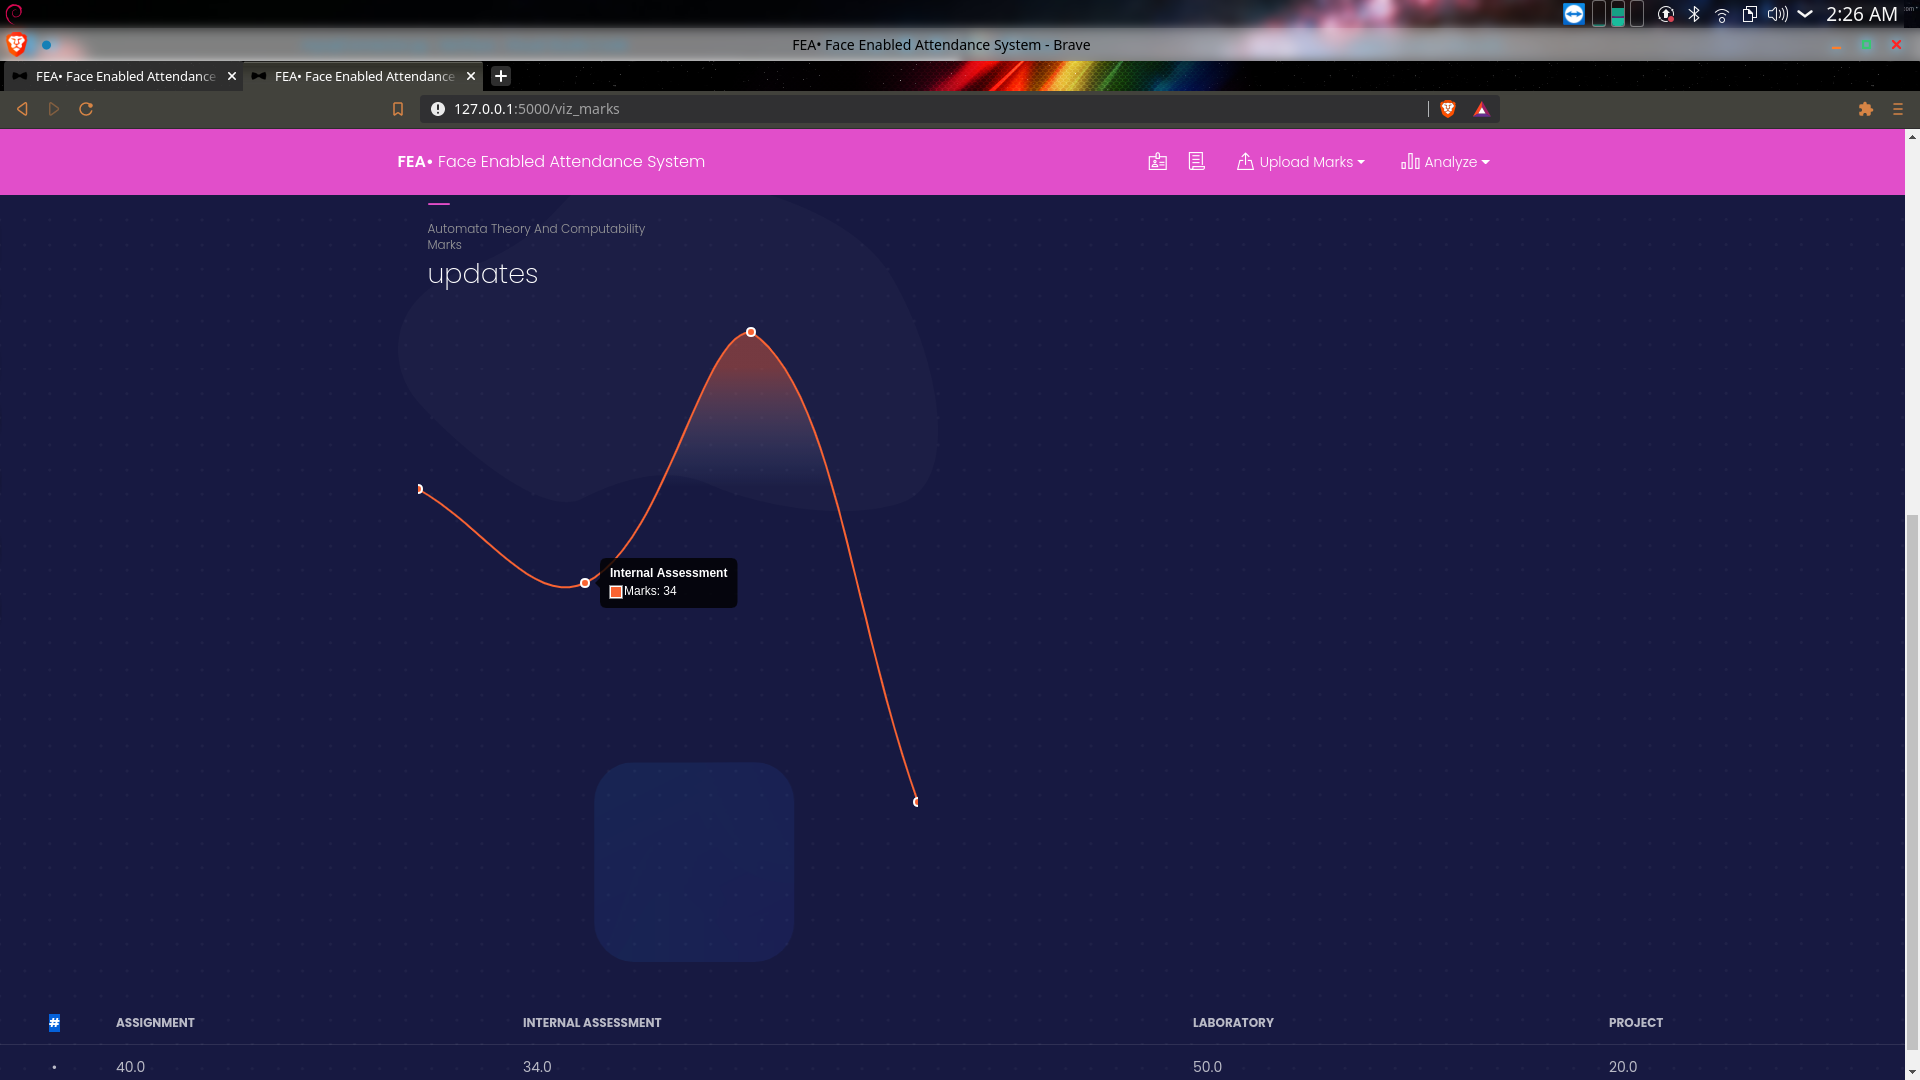 2:26 AM
FEA• Face Enabled Attendance System - Brave
FEA• Face Enabled Attendance
FEA• Face Enabled Attendance
127.0.0.1:5000/viz_marks
FEA• Face Enabled Attendance System
Upload Marks
Analyze
Automata Theory And Computability
Marks
updates
Internal Assessment
Marks: 34
# ASSIGNMENT INTERNAL ASSESSMENT LABORATORY PROJECT
• 40.0 34.0 50.0 20.0